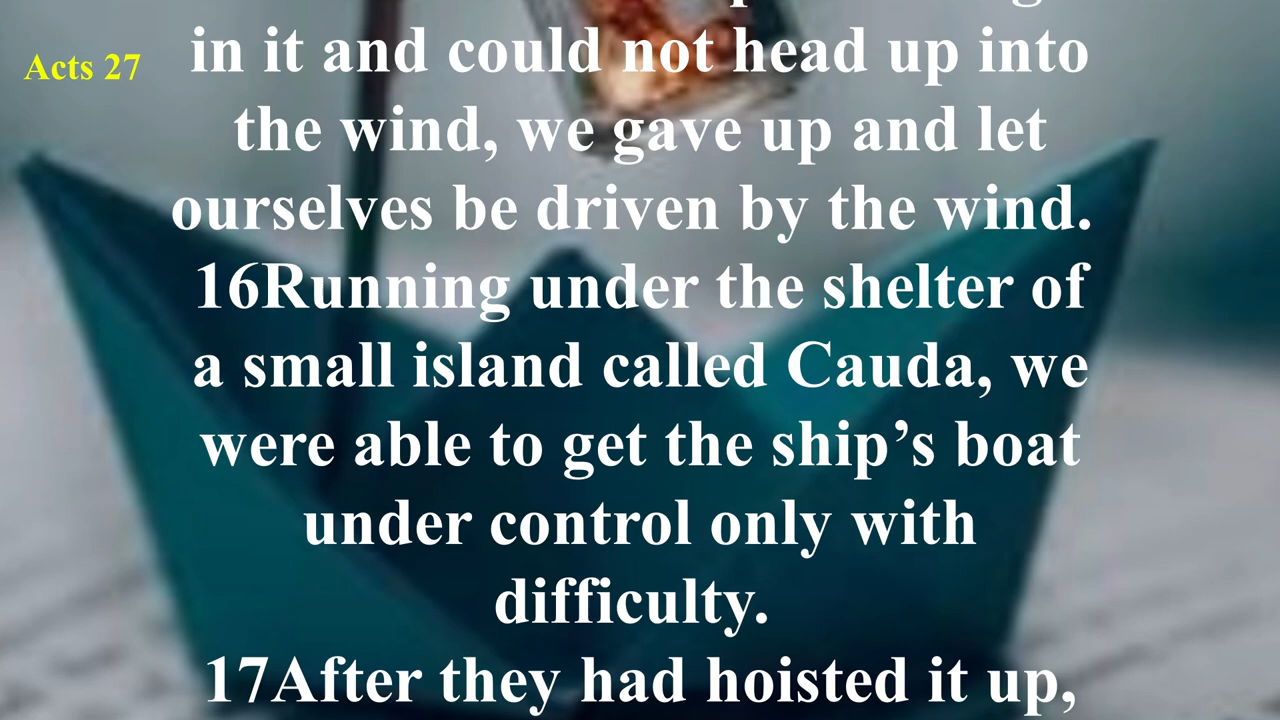 Acts 27
in it and could not head up into
the wind, we gave up and let
ourselves be driven by the wind.
16Running under the shelter of
a small island called Cauda, we
were able to get the ship’s boat
under control only with
difficulty.
17After they had hoisted it up,